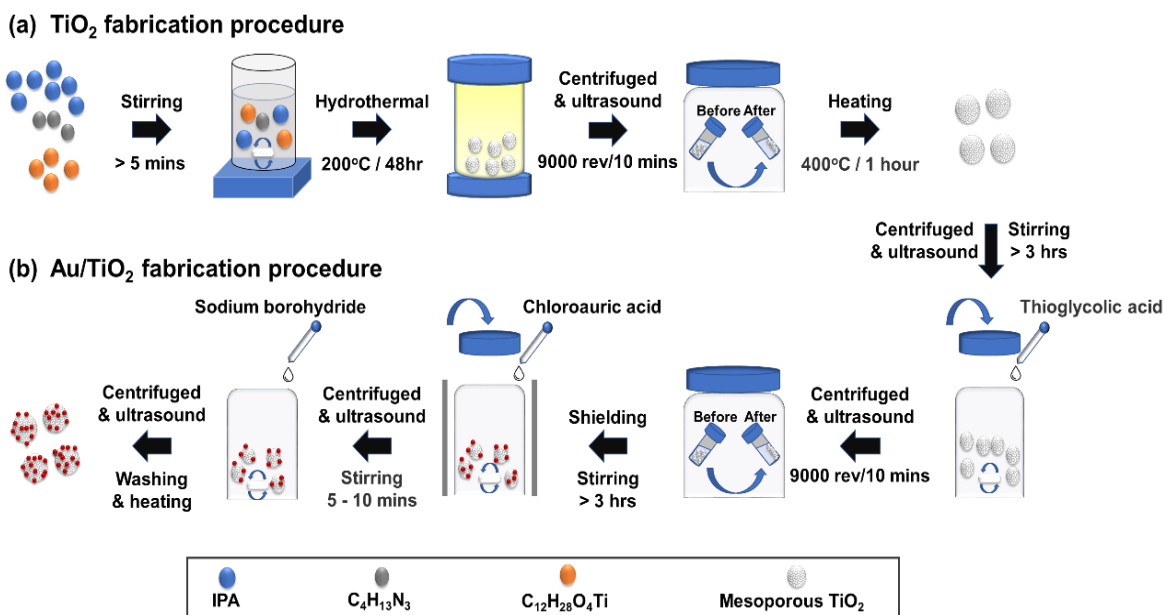 (a) TiO₂ fabrication procedure
Stirring
> 5 mins
Hydrothermal
200°C / 48hr
Centrifuged
& ultrasound
9000 rev/10 mins
Before After
Heating
400°C / 1 hour
Centrifuged
& ultrasound
Stirring
> 3 hrs
(b) Au/TiO₂ fabrication procedure
Thioglycolic acid
Centrifuged
& ultrasound
9000 rev/10 mins
Before After
Shielding
Stirring
> 3 hrs
Chloroauric acid
Centrifuged
& ultrasound
Stirring
5 - 10 mins
Sodium borohydride
Centrifuged
& ultrasound
Washing
& heating
IPA
C₄H₁₃N₃
C₁₂H₂₈O₄Ti
Mesoporous TiO₂